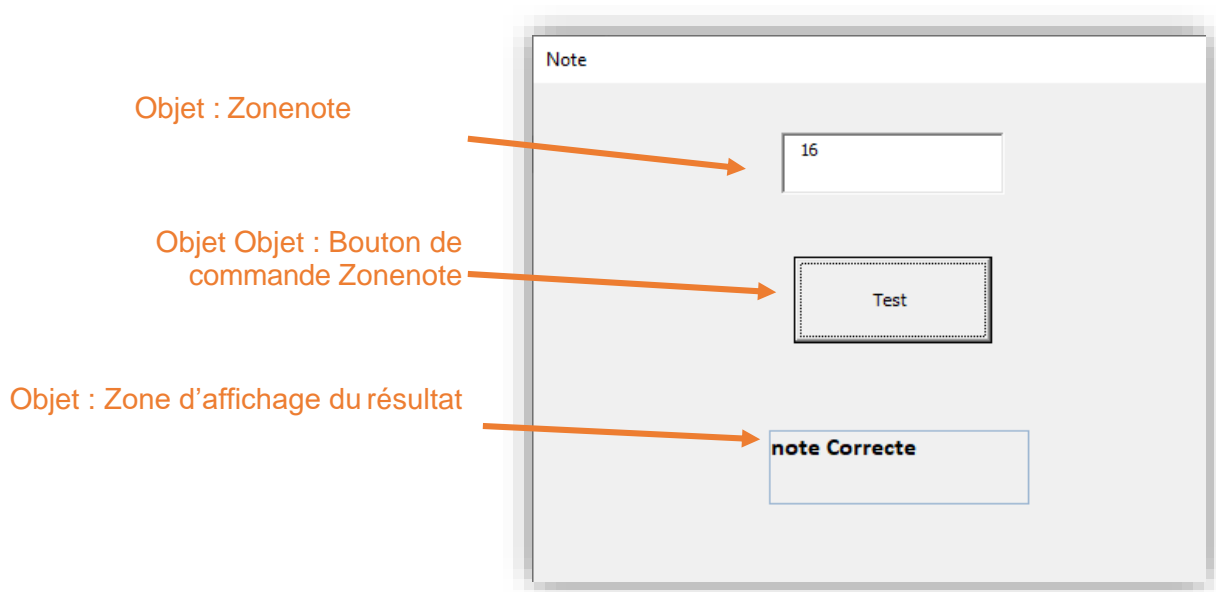 Note
Objet : Zonenote
16
Objet Objet : Bouton de
commande Zonenote
Test
Objet : Zone d’affichage du résultat
note Correcte